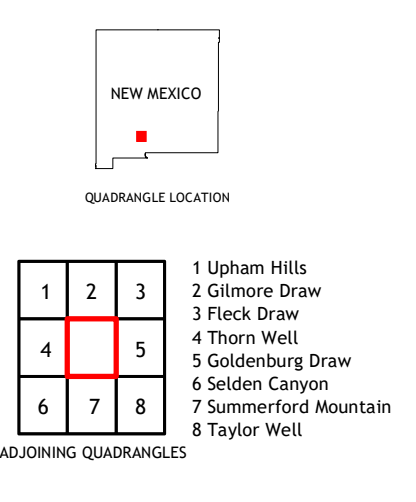 NEW MEXICO
QUADRANGLE LOCATION
1 2 3
4 5
6 7 8
ADJOINING QUADRANGLES
1 Upham Hills
2 Gilmore Draw
3 Fleck Draw
4 Thorn Well
5 Goldenburg Draw
6 Selden Canyon
7 Summerford Mountain
8 Taylor Well